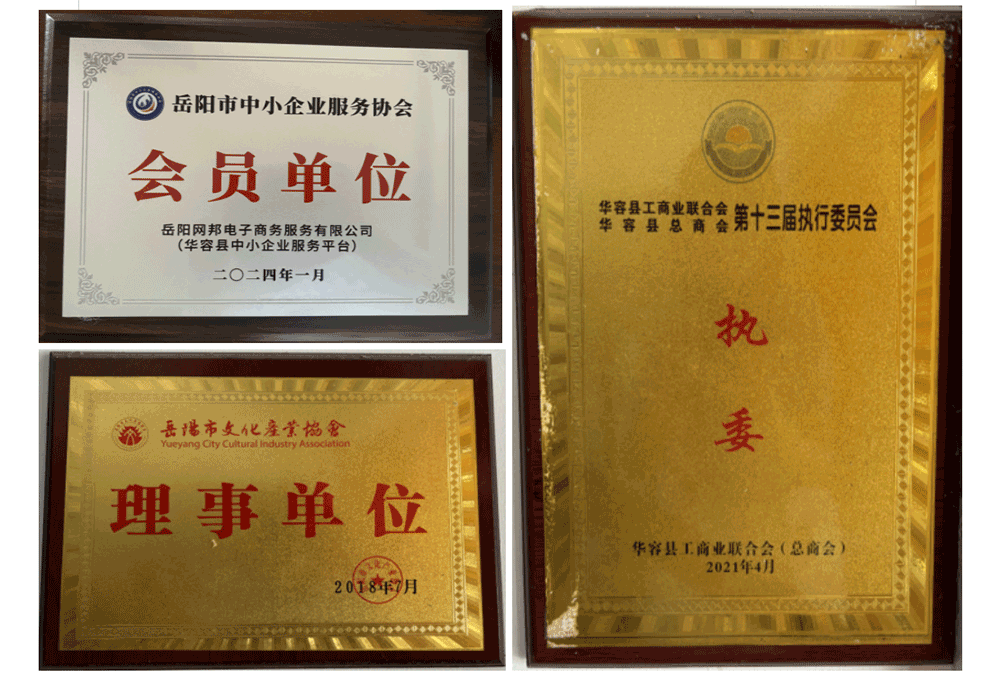 岳阳市中小企业服务协会
会员单位
岳阳网邦电子商务服务有限公司
（华容县中小企业服务平台）
二〇二四年一月
岳陽市文化產業協會
Yueyang City Cultural Industry Association
理事单位
2018年7月
华容县工商业联合会
华容县总商会
第十三届执行委员会
执
委
华容县工商业联合会（总商会）
2021年4月